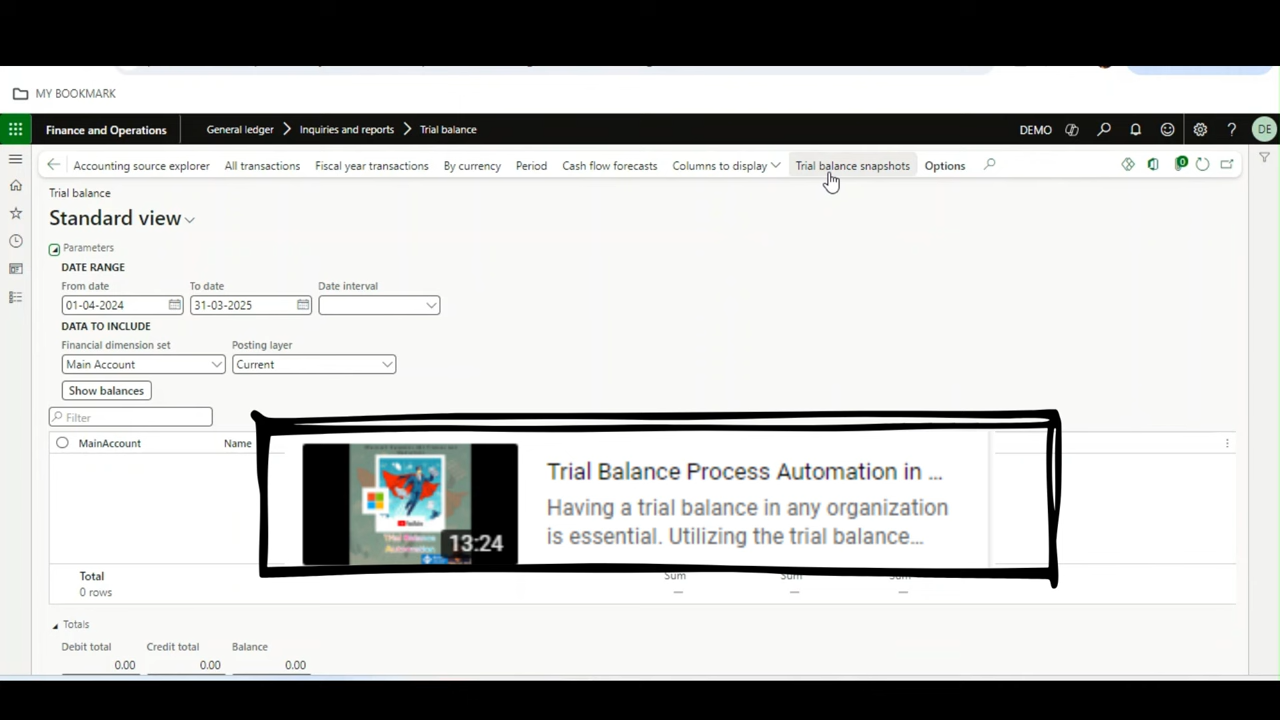 MY BOOKMARK
Finance and Operations General ledger Inquiries and reports Trial balance DEMO DE
Accounting source explorer All transactions Fiscal year transactions By currency Period Cash flow forecasts Columns to display Trial balance snapshots Options 0
Trial balance
Standard view
Parameters
DATE RANGE
From date To date Date interval
01-04-2024 31-03-2025
DATA TO INCLUDE
Financial dimension set Posting layer
Main Account Current
Show balances
Filter
MainAccount Name
Trial Balance Process Automation in ...
Having a trial balance in any organization
is essential. Utilizing the trial balance...
13:24
Total Sum Sum Sum
0 rows — — —
Totals
Debit total Credit total Balance
0.00 0.00 0.00